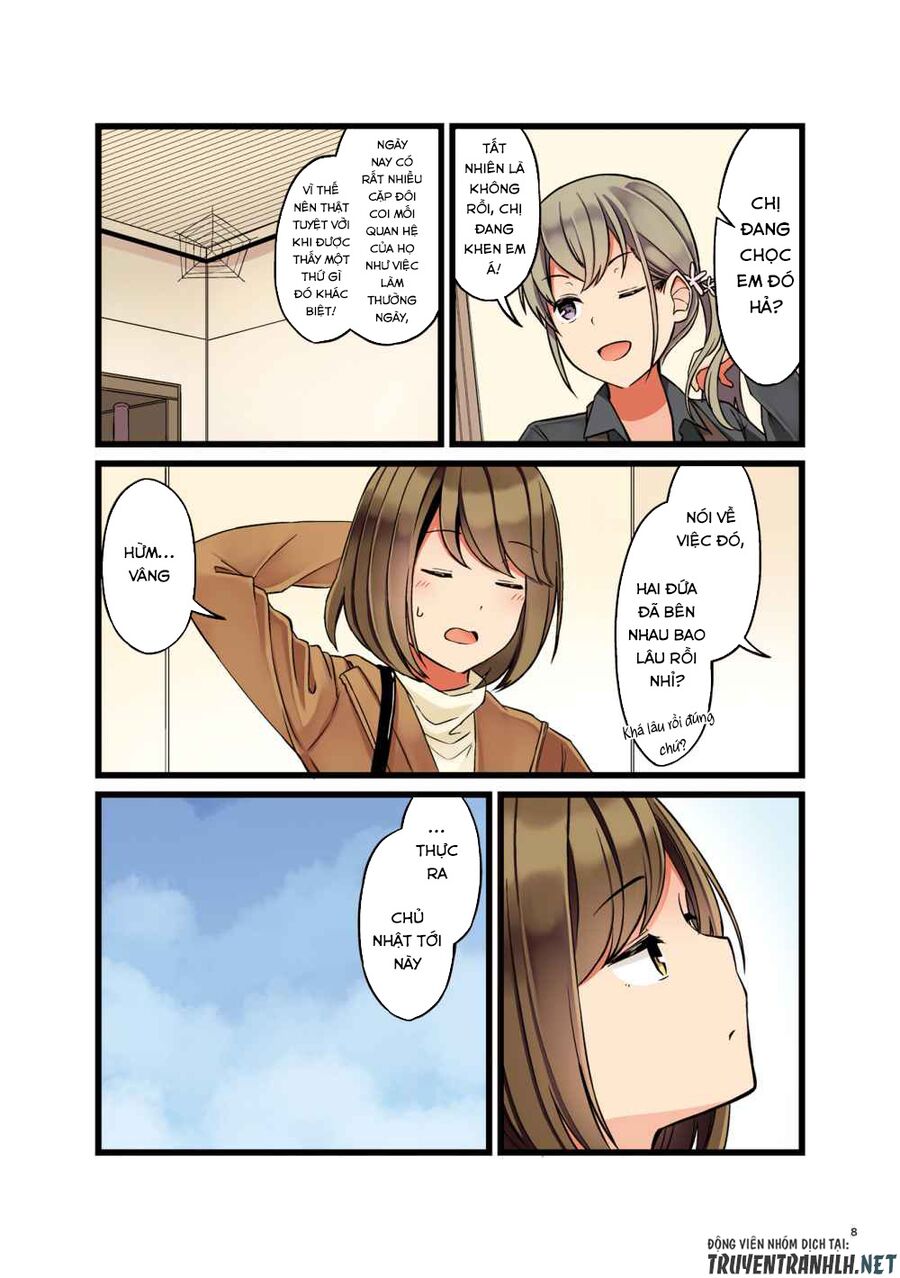 CHỊ
ĐANG
CHỌC
EM ĐÓ
HẢ?
TẤT
NHIÊN LÀ
KHÔNG
RỒI, CHỊ
ĐANG
KHEN EM
Á!
NGÀY
NAY CÓ
RẤT NHIỀU
CẶP ĐÔI
COI MỐI
QUAN HỆ
CỦA HỌ
NHƯ VIỆC
LÀM
THƯỜNG
NGÀY,
VÌ THẾ
NÊN THẬT
TUYỆT VỜI
KHI ĐƯỢC
THẤY MỘT
THỨ GÌ
ĐÓ KHÁC
BIỆT!
NÓI VỀ
VIỆC ĐÓ,
HAI ĐỨA
ĐÃ BÊN
NHAU BAO
LÂU RỒI
NHỈ?
Khá lâu rồi đúng
chứ?
HỪM...
VÂNG
...
THỰC
RA
CHỦ
NHẬT TỚI
NÀY
8
ĐỘNG VIÊN NHÓM DỊCH TẠI:
TRUYENTRANHLH.NET